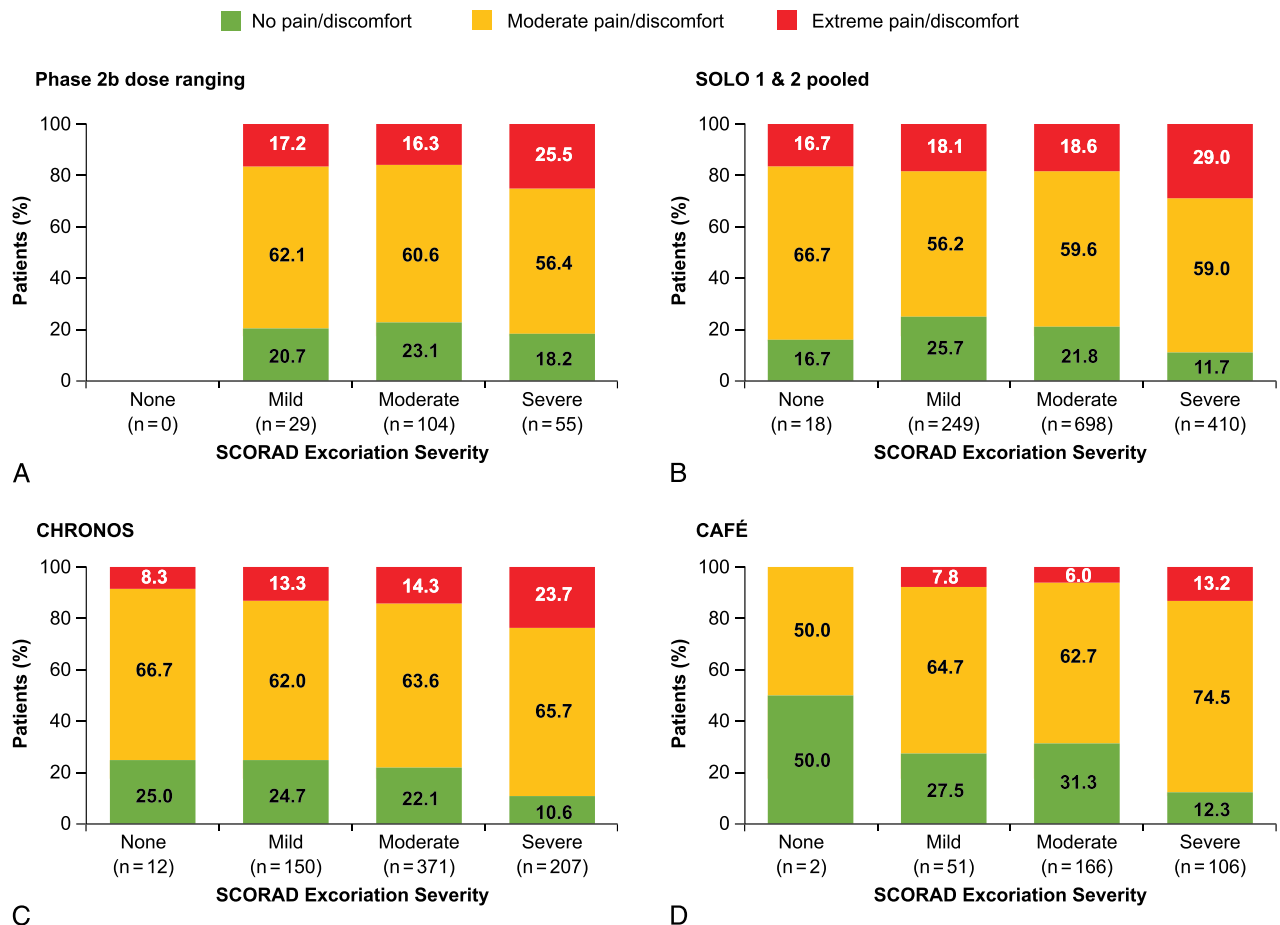 No pain/discomfort Moderate pain/discomfort Extreme pain/discomfort
Phase 2b dose ranging
100
80
60
40
20
0
Patients (%)
17.2 16.3 25.5
62.1 60.6 56.4
20.7 23.1 18.2
None Mild Moderate Severe
(n=0) (n=29) (n=104) (n=55)
SCORAD Excoriation Severity
A
SOLO 1 & 2 pooled
100
80
60
40
20
0
Patients (%)
16.7 18.1 18.6 29.0
66.7 56.2 59.6 59.0
16.7 25.7 21.8 11.7
None Mild Moderate Severe
(n=18) (n=249) (n=698) (n=410)
SCORAD Excoriation Severity
B
CHRONOS
100
80
60
40
20
0
Patients (%)
8.3 13.3 14.3 23.7
66.7 62.0 63.6 65.7
25.0 24.7 22.1 10.6
None Mild Moderate Severe
(n=12) (n=150) (n=371) (n=207)
SCORAD Excoriation Severity
C
CAFÉ
100
80
60
40
20
0
Patients (%)
7.8 6.0 13.2
50.0 64.7 62.7 74.5
50.0 27.5 31.3 12.3
None Mild Moderate Severe
(n=2) (n=51) (n=166) (n=106)
SCORAD Excoriation Severity
D